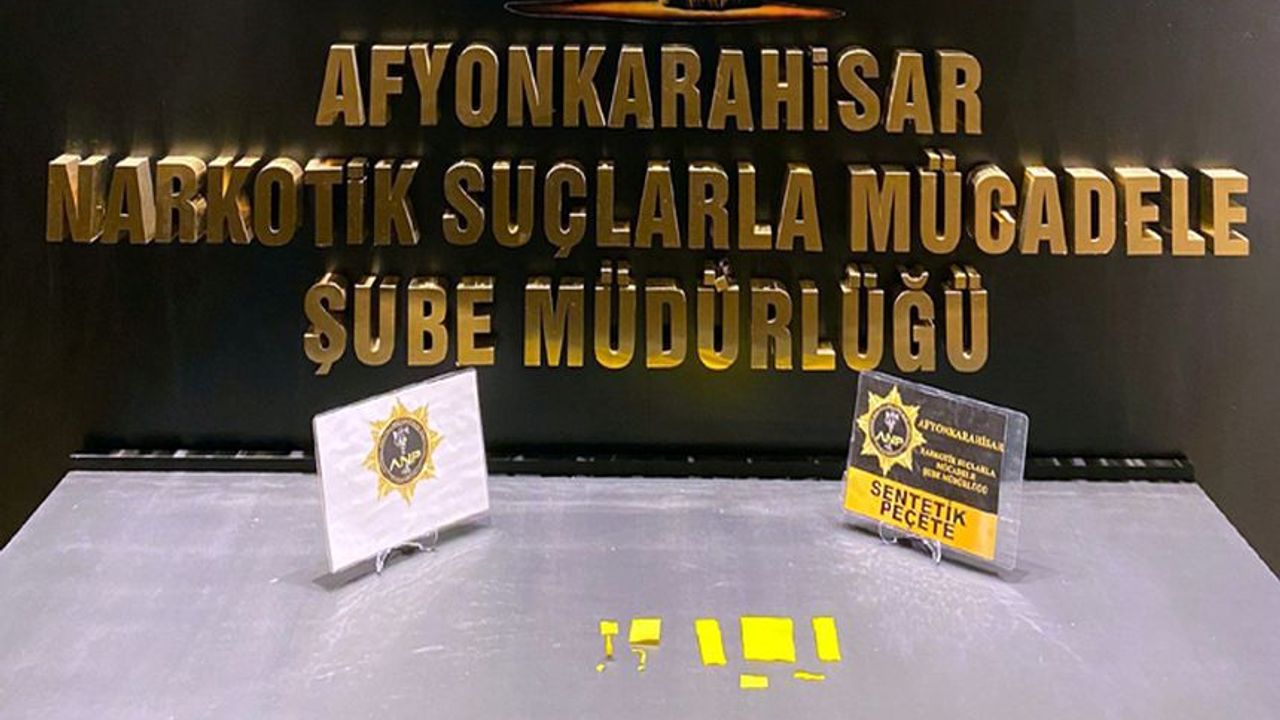 AFYONKARAHİSAR
NARKOTİK SUÇLARLA MÜCADELE
ŞUBE MÜDÜRLÜĞÜ
ANP
ANP
AFYONKARAHİSAR
NARKOTİK SUÇLARLA
MÜCADELE
ŞUBE MÜDÜRLÜĞÜ
SENTETİK
PEÇETE